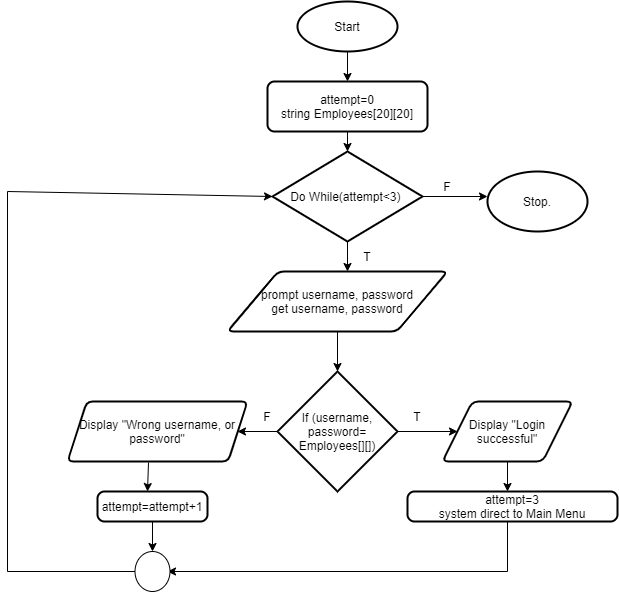 Start
attempt=0
string Employees[20][20]
Do While(attempt<3)
F
Stop.
T
prompt username, password
get username, password
If (username,
password=
Employees[][])
F
T
Display "Wrong username, or
password"
Display "Login
successful"
attempt=attempt+1
attempt=3
system direct to Main Menu